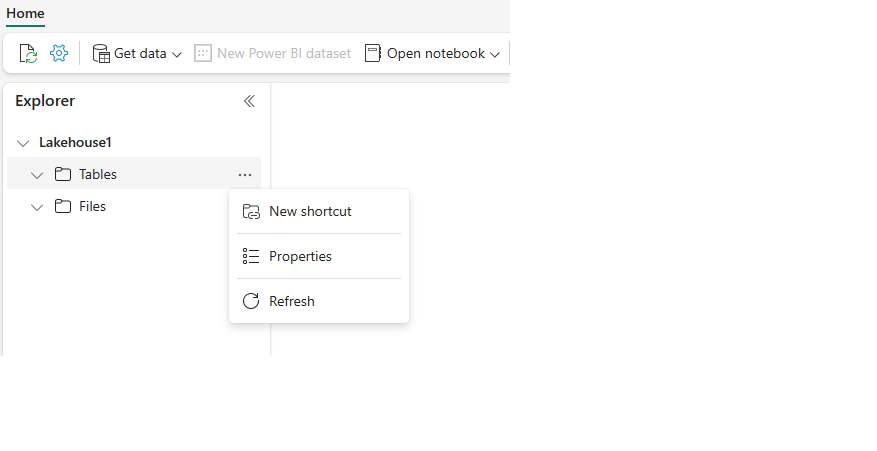 Home
Get data New Power BI dataset Open notebook
Explorer
Lakehouse1
Tables
Files
New shortcut
Properties
Refresh